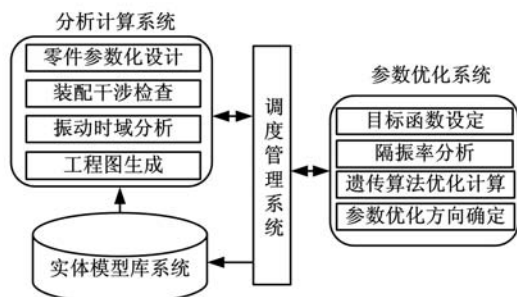 分析计算系统
零件参数化设计
装配干涉检查
振动时域分析
工程图生成
实体模型库系统
调度管理系统
参数优化系统
目标函数设定
隔振率分析
遗传算法优化计算
参数优化方向确定